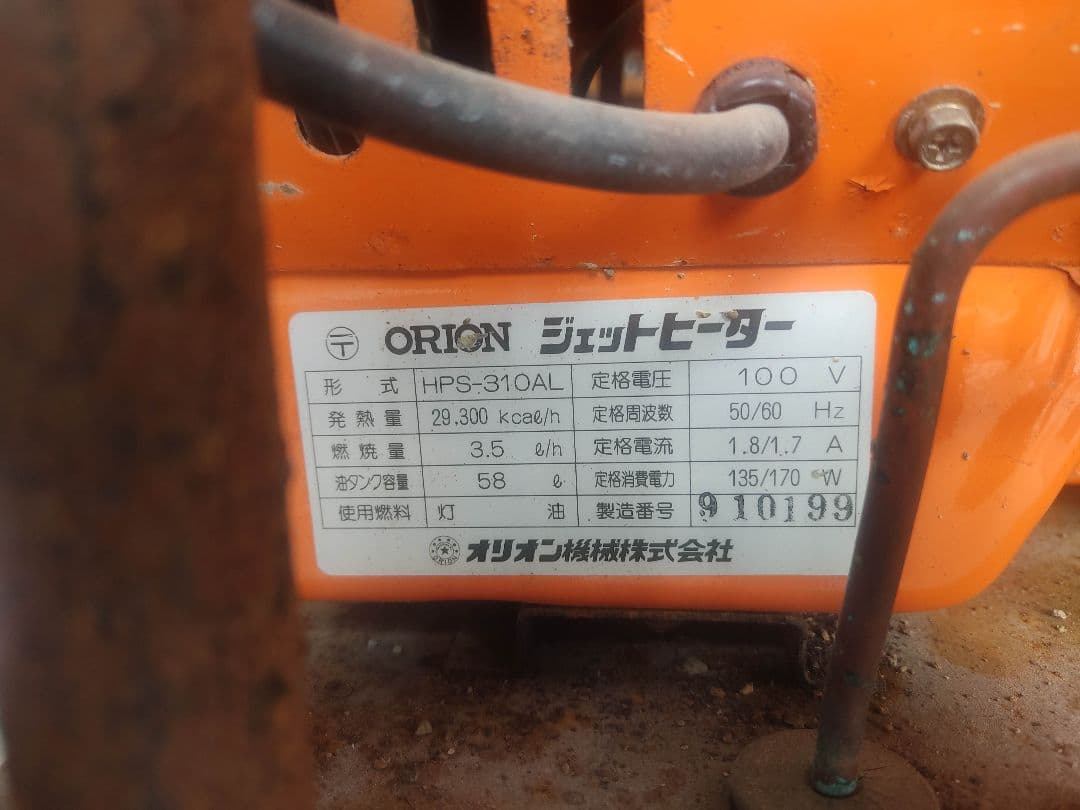 〶 ORION ジェットヒーター
形 式 HPS-310AL 定格電圧 100 V
発熱量 29,300 kcaℓ/h 定格周波数 50/60 Hz
燃焼量 3.5 ℓ/h 定格電流 1.8/1.7 A
油タンク容量 58 ℓ 定格消費電力 135/170 W
使用燃料 灯 油 製造番号 910199
ORION オリオン機械株式会社